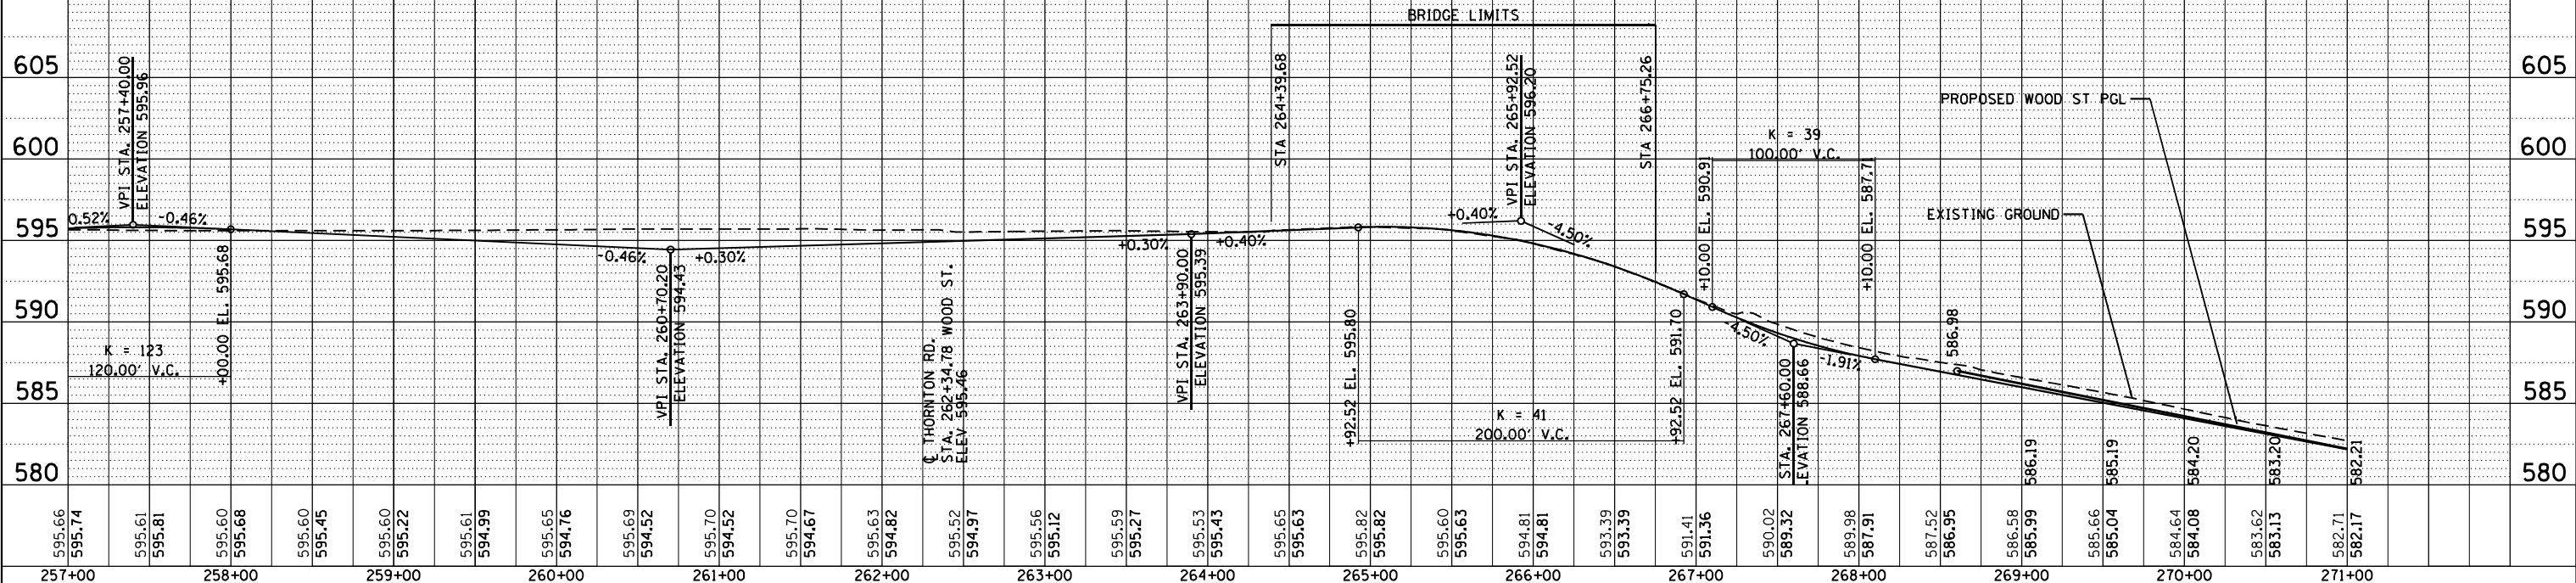 BRIDGE LIMITS
605
600
595
590
585
580
605
600
595
590
585
580
VPI STA. 257+40.00
ELEVATION 595.96
0.52%
-0.46%
K = 123
120.00' V.C.
+00.00 EL. 595.68
-0.46%
+0.30%
VPI STA. 260+70.20
ELEVATION 594.43
℄ THORNTON RD.
STA. 262+34.78 WOOD ST.
ELEV 595.46
+0.30%
+0.40%
VPI STA. 263+90.00
ELEVATION 595.39
STA 264+39.68
+92.52 EL. 595.80
K = 41
200.00' V.C.
+0.40%
VPI STA. 265+92.52
ELEVATION 596.20
-4.50%
STA 266+75.26
+92.52 EL. 591.70
+10.00 EL. 590.91
K = 39
100.00' V.C.
+10.00 EL. 587.71
-4.50%
-1.91%
STA. 267+60.00
EVATION 588.66
PROPOSED WOOD ST PGL
EXISTING GROUND
586.98
586.19
585.19
584.20
583.20
582.21
595.66 595.74
595.61 595.81
595.60 595.68
595.60 595.45
595.60 595.22
595.61 594.99
595.65 594.76
595.69 594.52
595.70 594.52
595.70 594.67
595.63 594.82
595.52 594.97
595.56 595.12
595.59 595.27
595.53 595.43
595.65 595.63
595.82 595.82
595.60 595.63
594.81 594.81
593.39 593.39
591.41 591.36
590.02 589.32
589.98 587.91
587.52 586.95
586.58 585.99
585.66 585.04
584.64 584.08
583.62 583.13
582.71 582.17
257+00 258+00 259+00 260+00 261+00 262+00 263+00 264+00 265+00 266+00 267+00 268+00 269+00 270+00 271+00